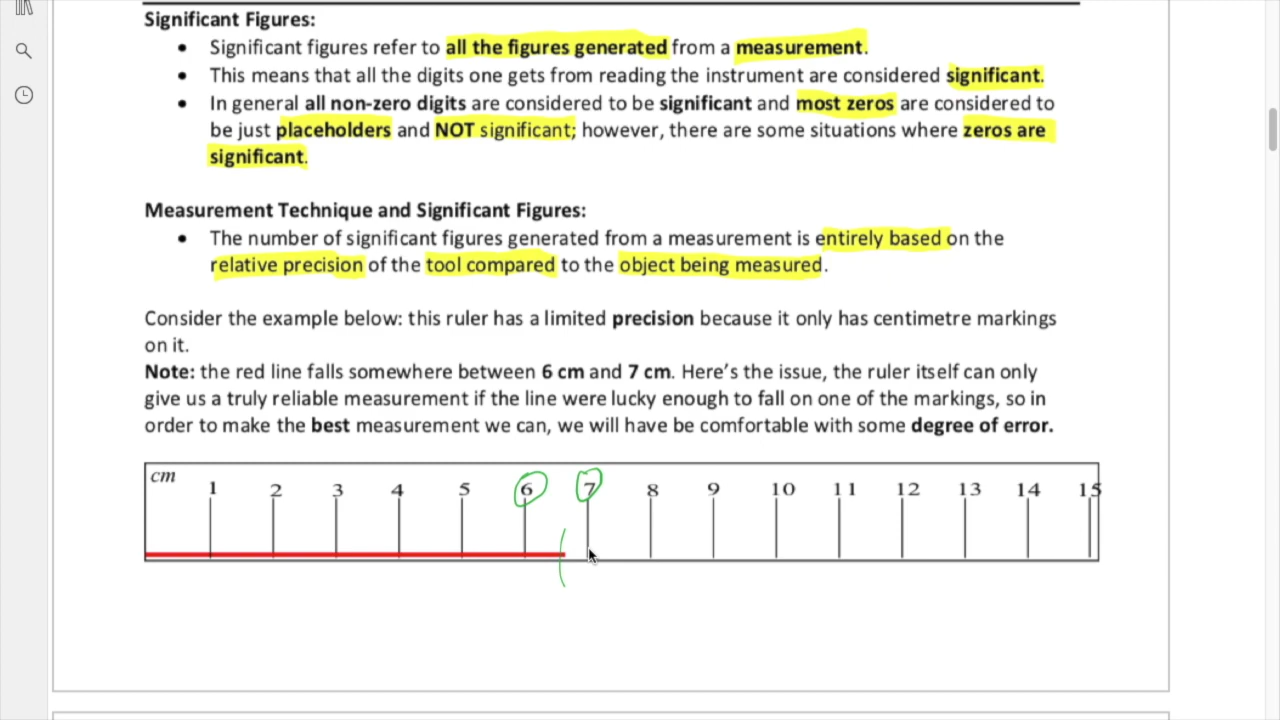 Significant Figures:
• Significant figures refer to all the figures generated from a measurement.
• This means that all the digits one gets from reading the instrument are considered significant.
• In general all non-zero digits are considered to be significant and most zeros are considered to
be just placeholders and NOT significant; however, there are some situations where zeros are
significant.
Measurement Technique and Significant Figures:
• The number of significant figures generated from a measurement is entirely based on the
relative precision of the tool compared to the object being measured.
Consider the example below: this ruler has a limited precision because it only has centimetre markings
on it.
Note: the red line falls somewhere between 6 cm and 7 cm. Here's the issue, the ruler itself can only
give us a truly reliable measurement if the line were lucky enough to fall on one of the markings, so in
order to make the best measurement we can, we will have be comfortable with some degree of error.
cm 1 2 3 4 5 6 7 8 9 10 11 12 13 14 15